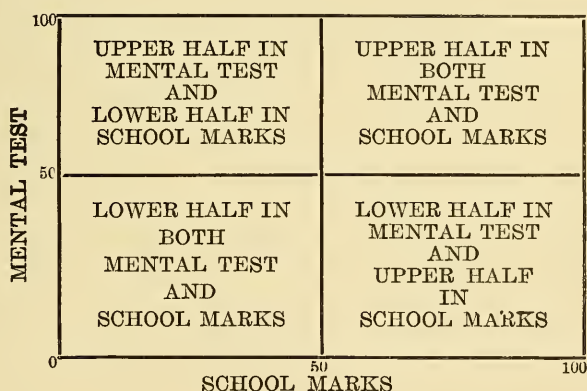 100
UPPER HALF IN
MENTAL TEST
AND
LOWER HALF IN
SCHOOL MARKS
UPPER HALF IN
BOTH
MENTAL TEST
AND
SCHOOL MARKS
MENTAL TEST
50
LOWER HALF IN
BOTH
MENTAL TEST
AND
SCHOOL MARKS
LOWER HALF IN
MENTAL TEST
AND
UPPER HALF
IN
SCHOOL MARKS
0
50
100
SCHOOL MARKS